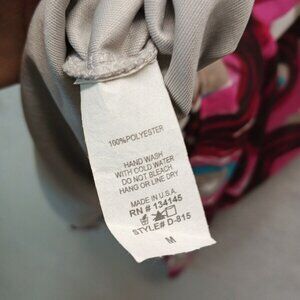 100%POLYESTER
HAND WASH
WITH COLD WATER
DO NOT BLEACH
HANG OR LINE DRY
MADE IN U.S.A.
RN # 134145
STYLE# D-815
M